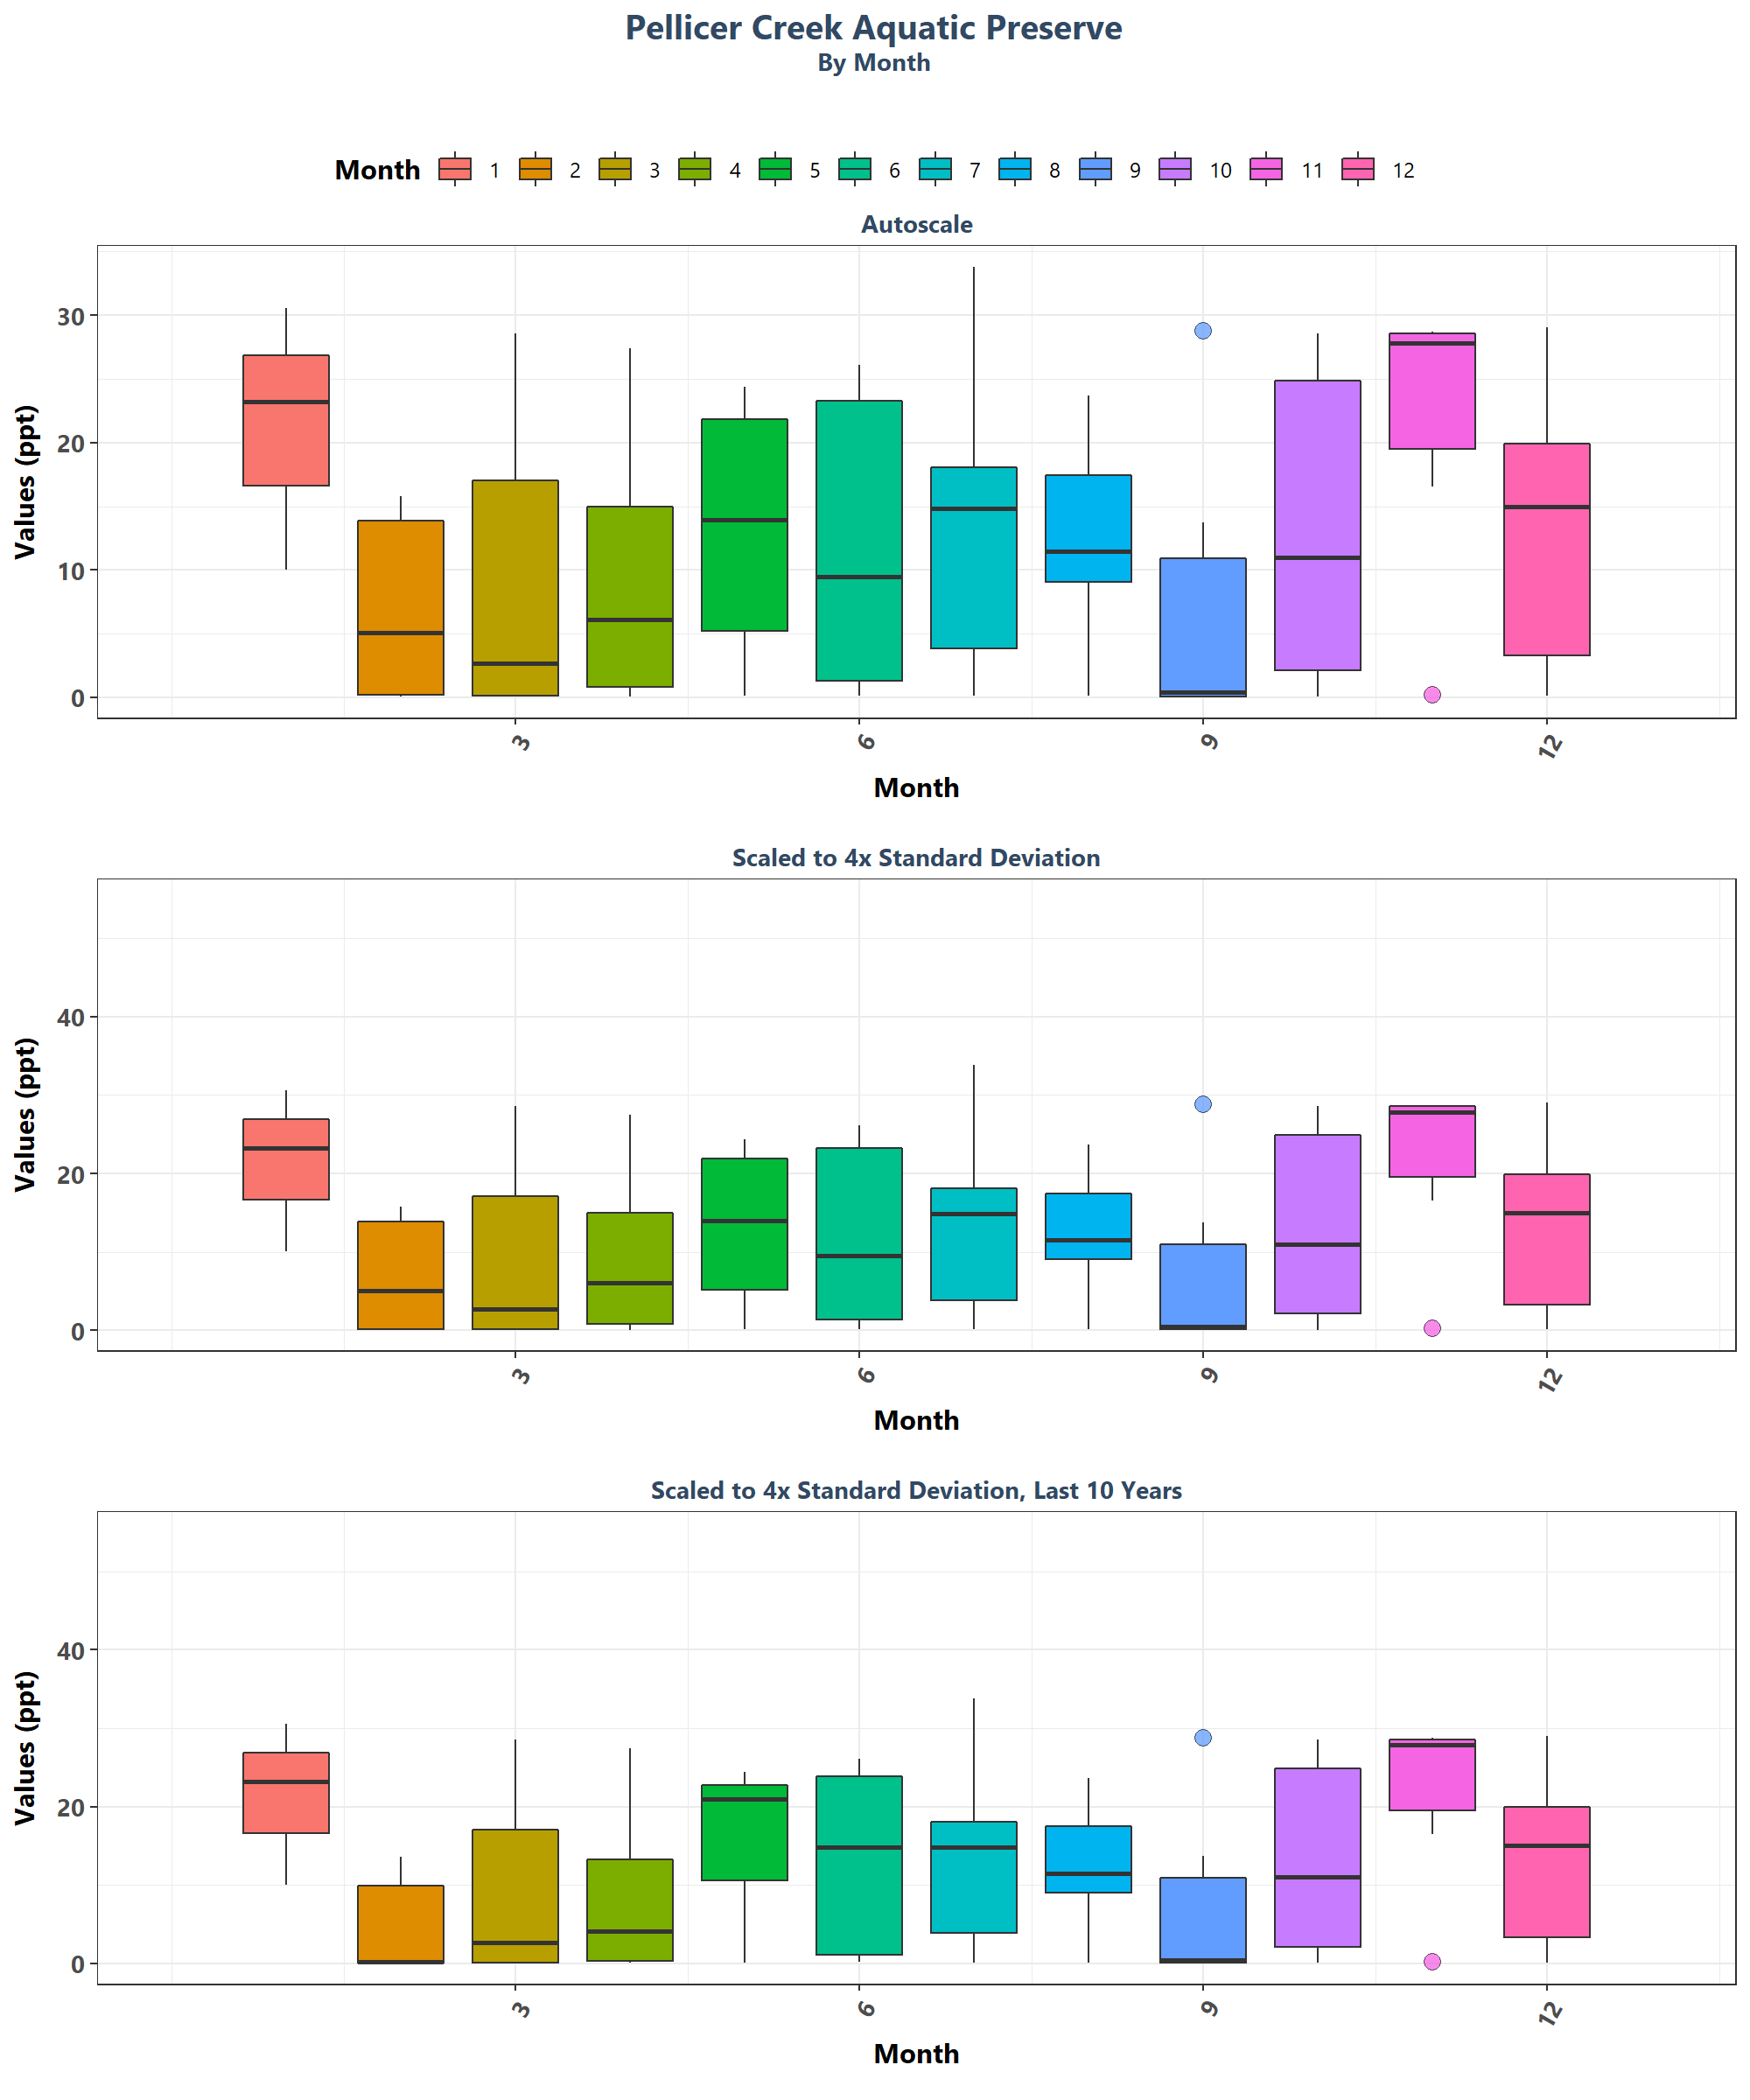 Pellicer Creek Aquatic Preserve
By Month
Month 1 2 3 4 5 6 7 8 9 10 11 12
Autoscale
Values (ppt)
30
20
10
0
3 6 9 12
Month
Scaled to 4x Standard Deviation
Values (ppt)
40
20
0
3 6 9 12
Month
Scaled to 4x Standard Deviation, Last 10 Years
Values (ppt)
40
20
0
3 6 9 12
Month